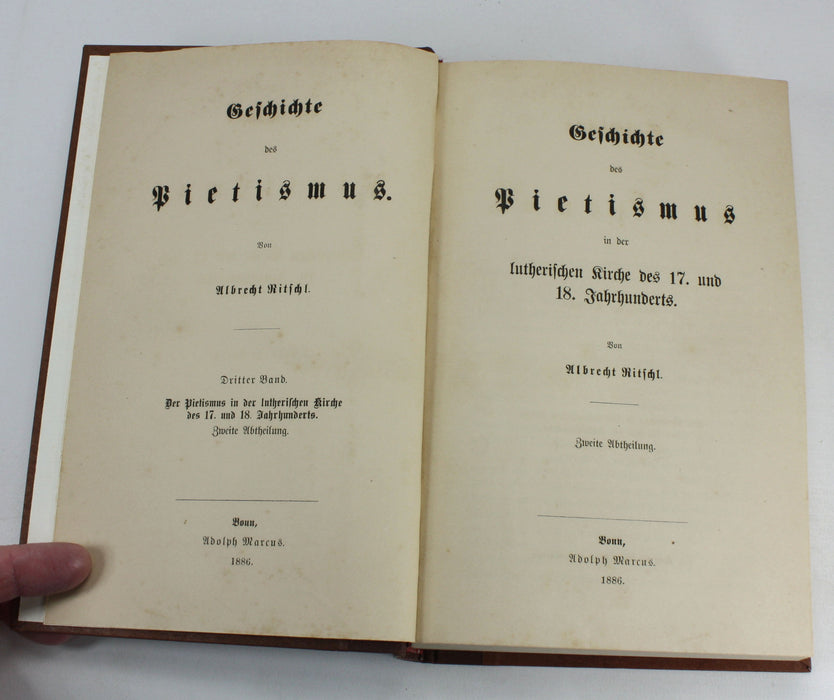 Geschichte
des
Pietismus.
Von
Albrecht Ritschl.
Dritter Band.
Der Pietismus in der lutherischen Kirche
des 17. und 18. Jahrhunderts.
Zweite Abtheilung.
Bonn,
Adolph Marcus.
1886.
Geschichte
des
Pietismus
in der
lutherischen Kirche des 17. und
18. Jahrhunderts.
Von
Albrecht Ritschl.
Zweite Abtheilung.
Bonn,
Adolph Marcus.
1886.